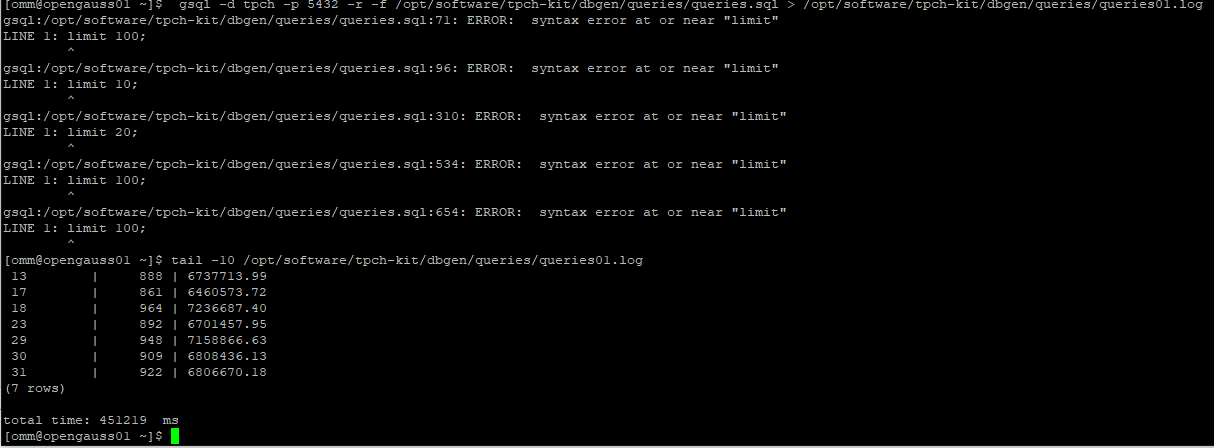 [omm@opengauss01 ~]$  gsql -d tpch -p 5432 -r -f /opt/software/tpch-kit/dbgen/queries/queries.sql > /opt/software/tpch-kit/dbgen/queries/queries01.log
gsql:/opt/software/tpch-kit/dbgen/queries/queries.sql:71: ERROR:  syntax error at or near "limit"
LINE 1: limit 100;
        ^
gsql:/opt/software/tpch-kit/dbgen/queries/queries.sql:96: ERROR:  syntax error at or near "limit"
LINE 1: limit 10;
        ^
gsql:/opt/software/tpch-kit/dbgen/queries/queries.sql:310: ERROR:  syntax error at or near "limit"
LINE 1: limit 20;
        ^
gsql:/opt/software/tpch-kit/dbgen/queries/queries.sql:534: ERROR:  syntax error at or near "limit"
LINE 1: limit 100;
        ^
gsql:/opt/software/tpch-kit/dbgen/queries/queries.sql:654: ERROR:  syntax error at or near "limit"
LINE 1: limit 100;
        ^
[omm@opengauss01 ~]$ tail -10 /opt/software/tpch-kit/dbgen/queries/queries01.log
 13        |     888 | 6737713.99
 17        |     861 | 6460573.72
 18        |     964 | 7236687.40
 23        |     892 | 6701457.95
 29        |     948 | 7158866.63
 30        |     909 | 6808436.13
 31        |     922 | 6806670.18
(7 rows)

total time: 451219  ms
[omm@opengauss01 ~]$